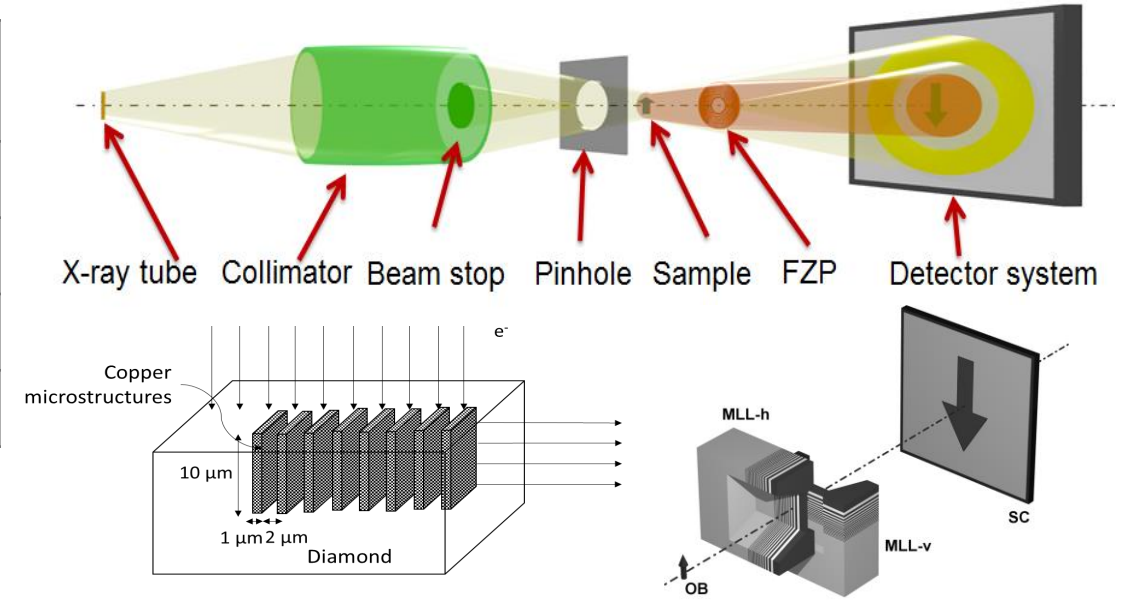 X-ray tube Collimator Beam stop Pinhole Sample FZP Detector system
e-
Copper
microstructures
10 µm
1 µm 2 µm
Diamond
MLL-h
MLL-v
SC
OB